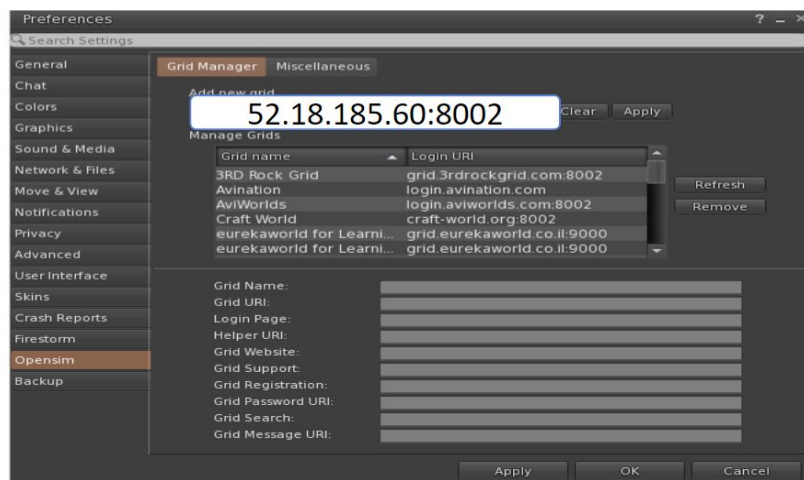 Preferences
? – ×
Search Settings
General
Chat
Colors
Graphics
Sound & Media
Network & Files
Move & View
Notifications
Privacy
Advanced
User Interface
Skins
Crash Reports
Firestorm
Opensim
Backup
Grid Manager Miscellaneous
Add new grid
52.18.185.60:8002 Clear Apply
Manage Grids
Grid name Login URI
3RD Rock Grid grid.3rdrockgrid.com:8002
Avination login.avination.com
AviWorlds login.aviworlds.com:8002
Craft World craft-world.org:8002
eurekaworld for Learni... grid.eurekaworld.co.il:9000
eurekaworld for Learni... grid.eurekaworld.co.il:9000
Refresh
Remove
Grid Name:
Grid URI:
Login Page:
Helper URI:
Grid Website:
Grid Support:
Grid Registration:
Grid Password URI:
Grid Search:
Grid Message URI:
Apply OK Cancel